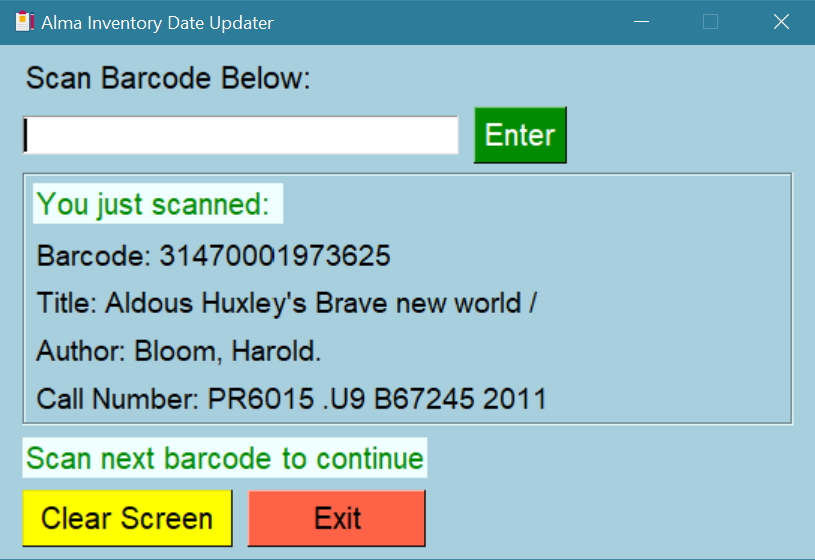 Alma Inventory Date Updater
Scan Barcode Below:
Enter
You just scanned:
Barcode: 31470001973625
Title: Aldous Huxley's Brave new world /
Author: Bloom, Harold.
Call Number: PR6015 .U9 B67245 2011
Scan next barcode to continue
Clear Screen Exit